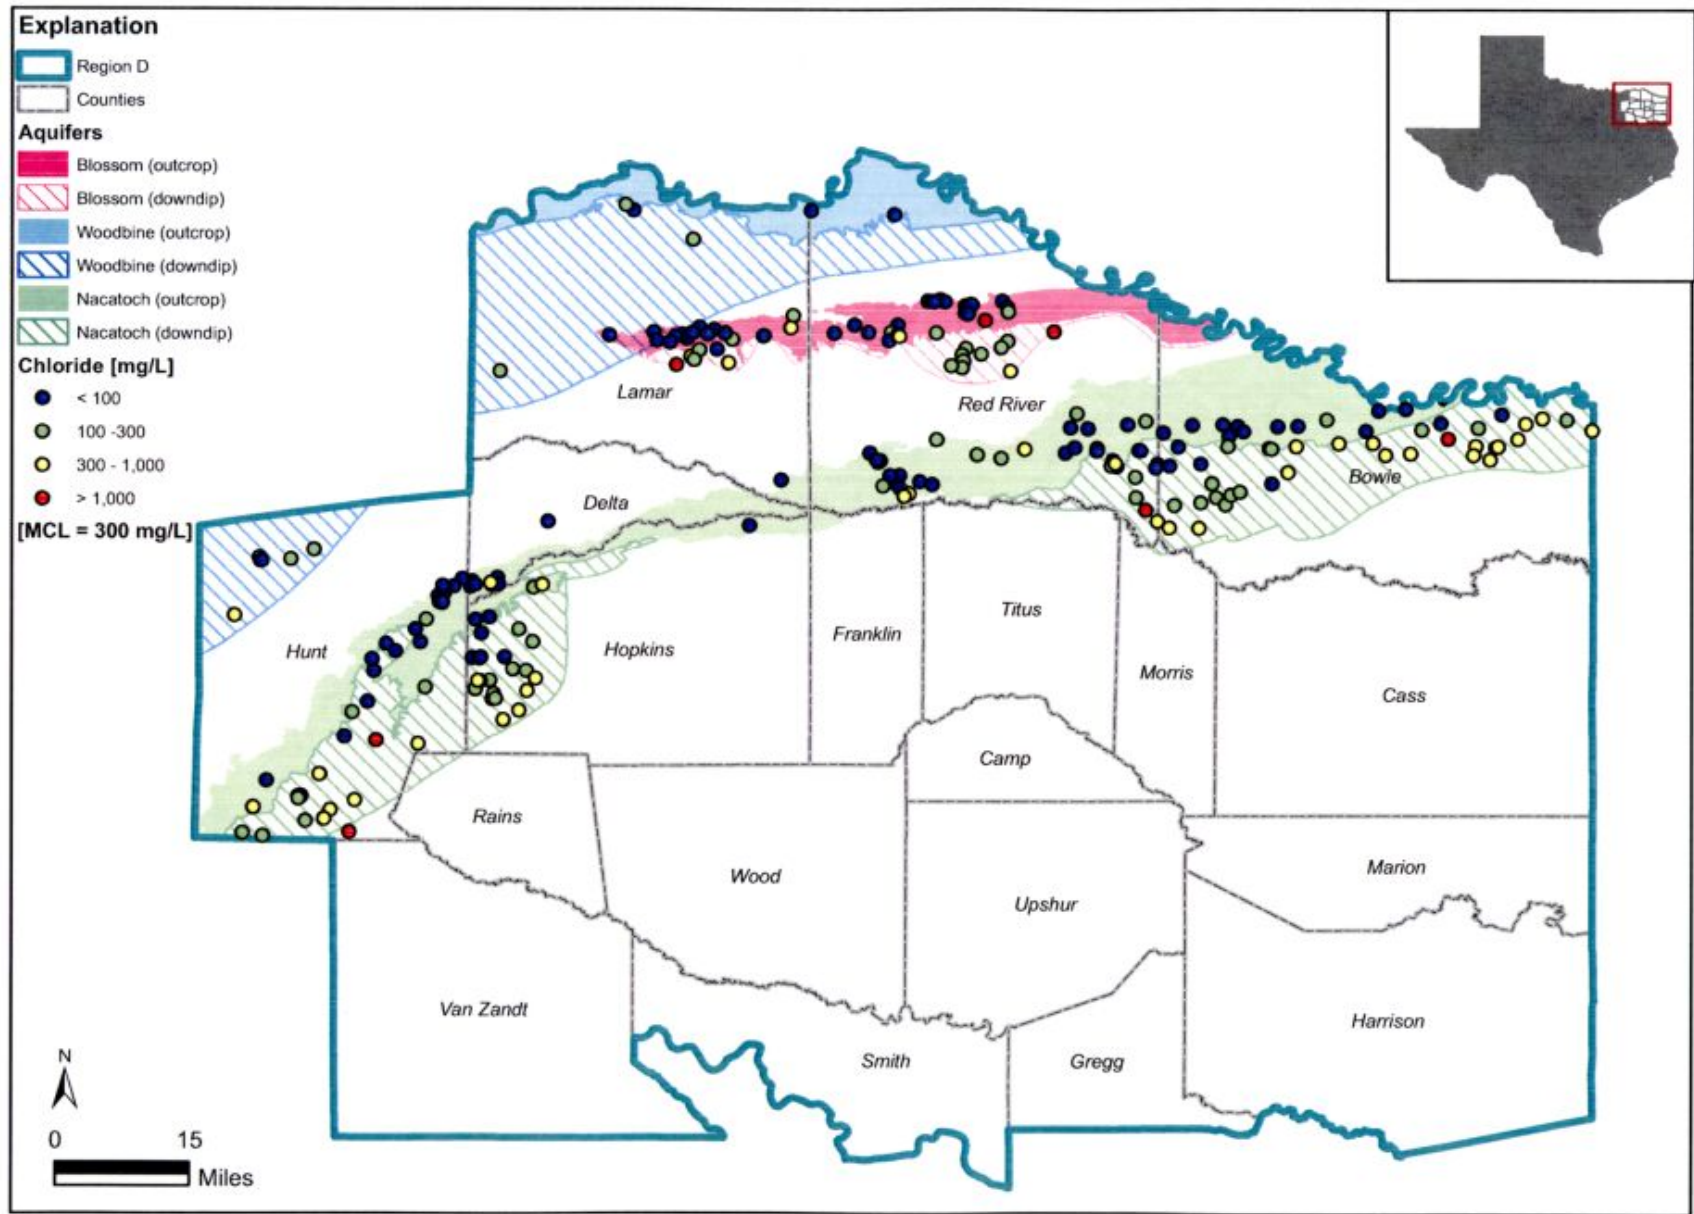 Explanation
Region D
Counties
Aquifers
Blossom (outcrop)
Blossom (downdip)
Woodbine (outcrop)
Woodbine (downdip)
Nacatoch (outcrop)
Nacatoch (downdip)
Chloride [mg/L]
< 100
100 -300
300 - 1,000
> 1,000
[MCL = 300 mg/L]
Lamar
Red River
Bowie
Delta
Titus
Franklin
Hunt
Hopkins
Morris
Cass
Camp
Rains
Wood
Marion
Upshur
Van Zandt
Harrison
Smith
Gregg
N
0 15
Miles